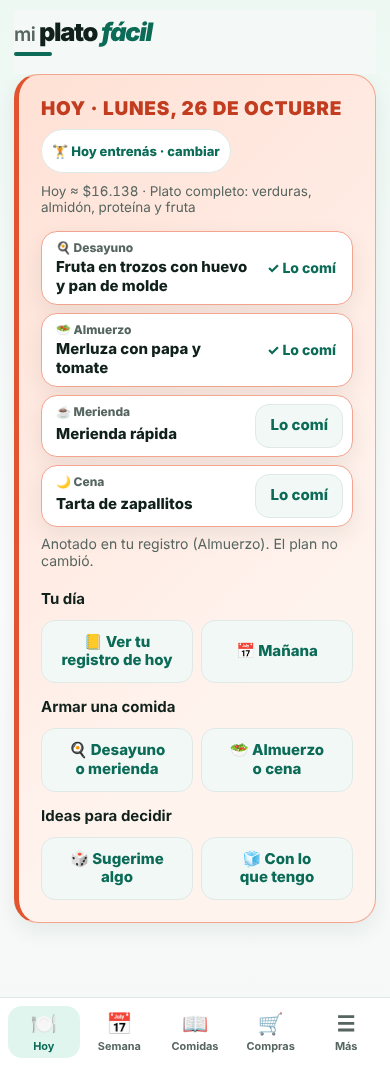 mi plato fácil
HOY · LUNES, 26 DE OCTUBRE
🏋️ Hoy entrenás · cambiar
Hoy ≈ $16.138 · Plato completo: verduras,
almidón, proteína y fruta
🍳 Desayuno
Fruta en trozos con huevo
y pan de molde
✓ Lo comí
🥗 Almuerzo
Merluza con papa y
tomate
✓ Lo comí
☕ Merienda
Merienda rápida
Lo comí
🌙 Cena
Tarta de zapallitos
Lo comí
Anotado en tu registro (Almuerzo). El plan no
cambió.
Tu día
📒 Ver tu
registro de hoy
📅 Mañana
Armar una comida
🍳 Desayuno
o merienda
🥗 Almuerzo
o cena
Ideas para decidir
🎲 Sugerime
algo
🧊 Con lo
que tengo
Hoy
Semana
Comidas
Compras
Más